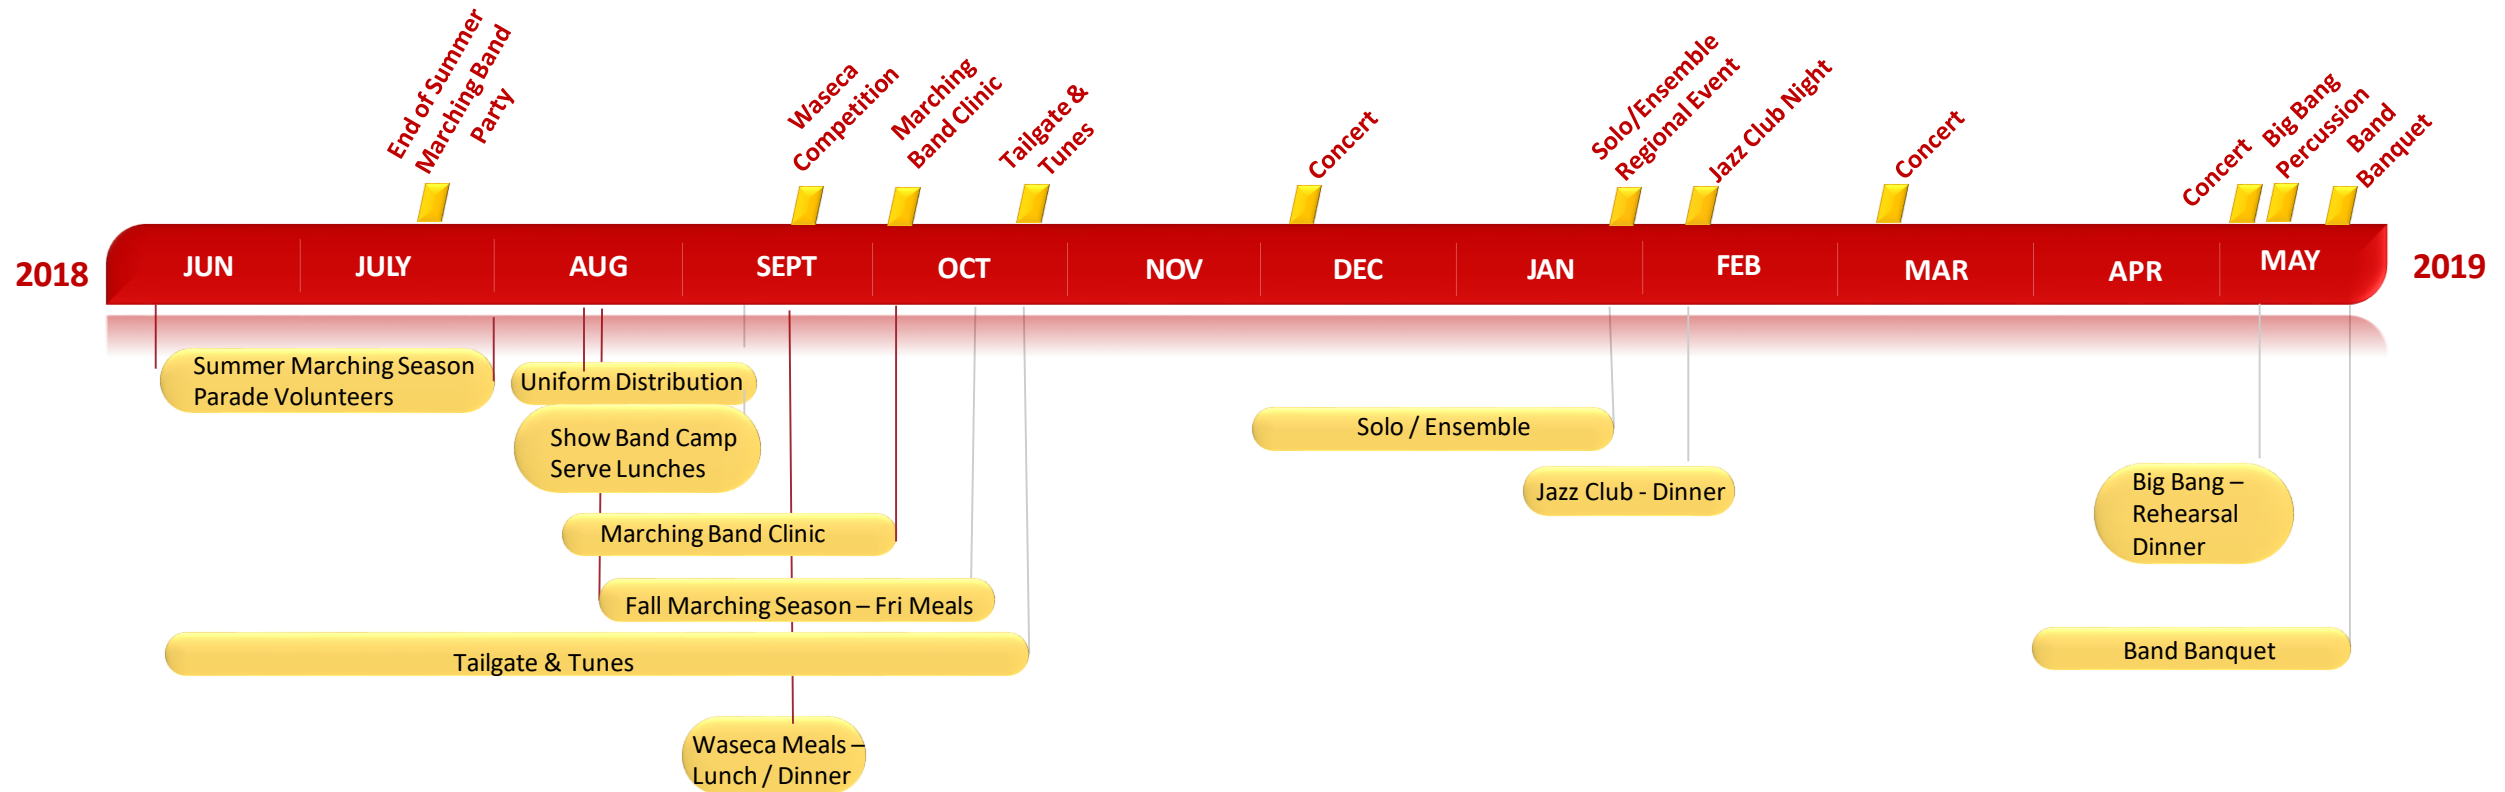 End of Summer
Marching Band
Party
Waseca
Competition
Marching
Band Clinic
Tailgate &
Tunes
Concert
Solo/Ensemble
Regional Event
Jazz Club Night
Concert
Concert
Big Bang
Percussion
Band
Banquet
2018
JUN
JULY
AUG
SEPT
OCT
NOV
DEC
JAN
FEB
MAR
APR
MAY
2019
Summer Marching Season
Parade Volunteers
Uniform Distribution
Show Band Camp
Serve Lunches
Marching Band Clinic
Fall Marching Season – Fri Meals
Tailgate & Tunes
Waseca Meals –
Lunch / Dinner
Solo / Ensemble
Jazz Club - Dinner
Big Bang –
Rehearsal
Dinner
Band Banquet